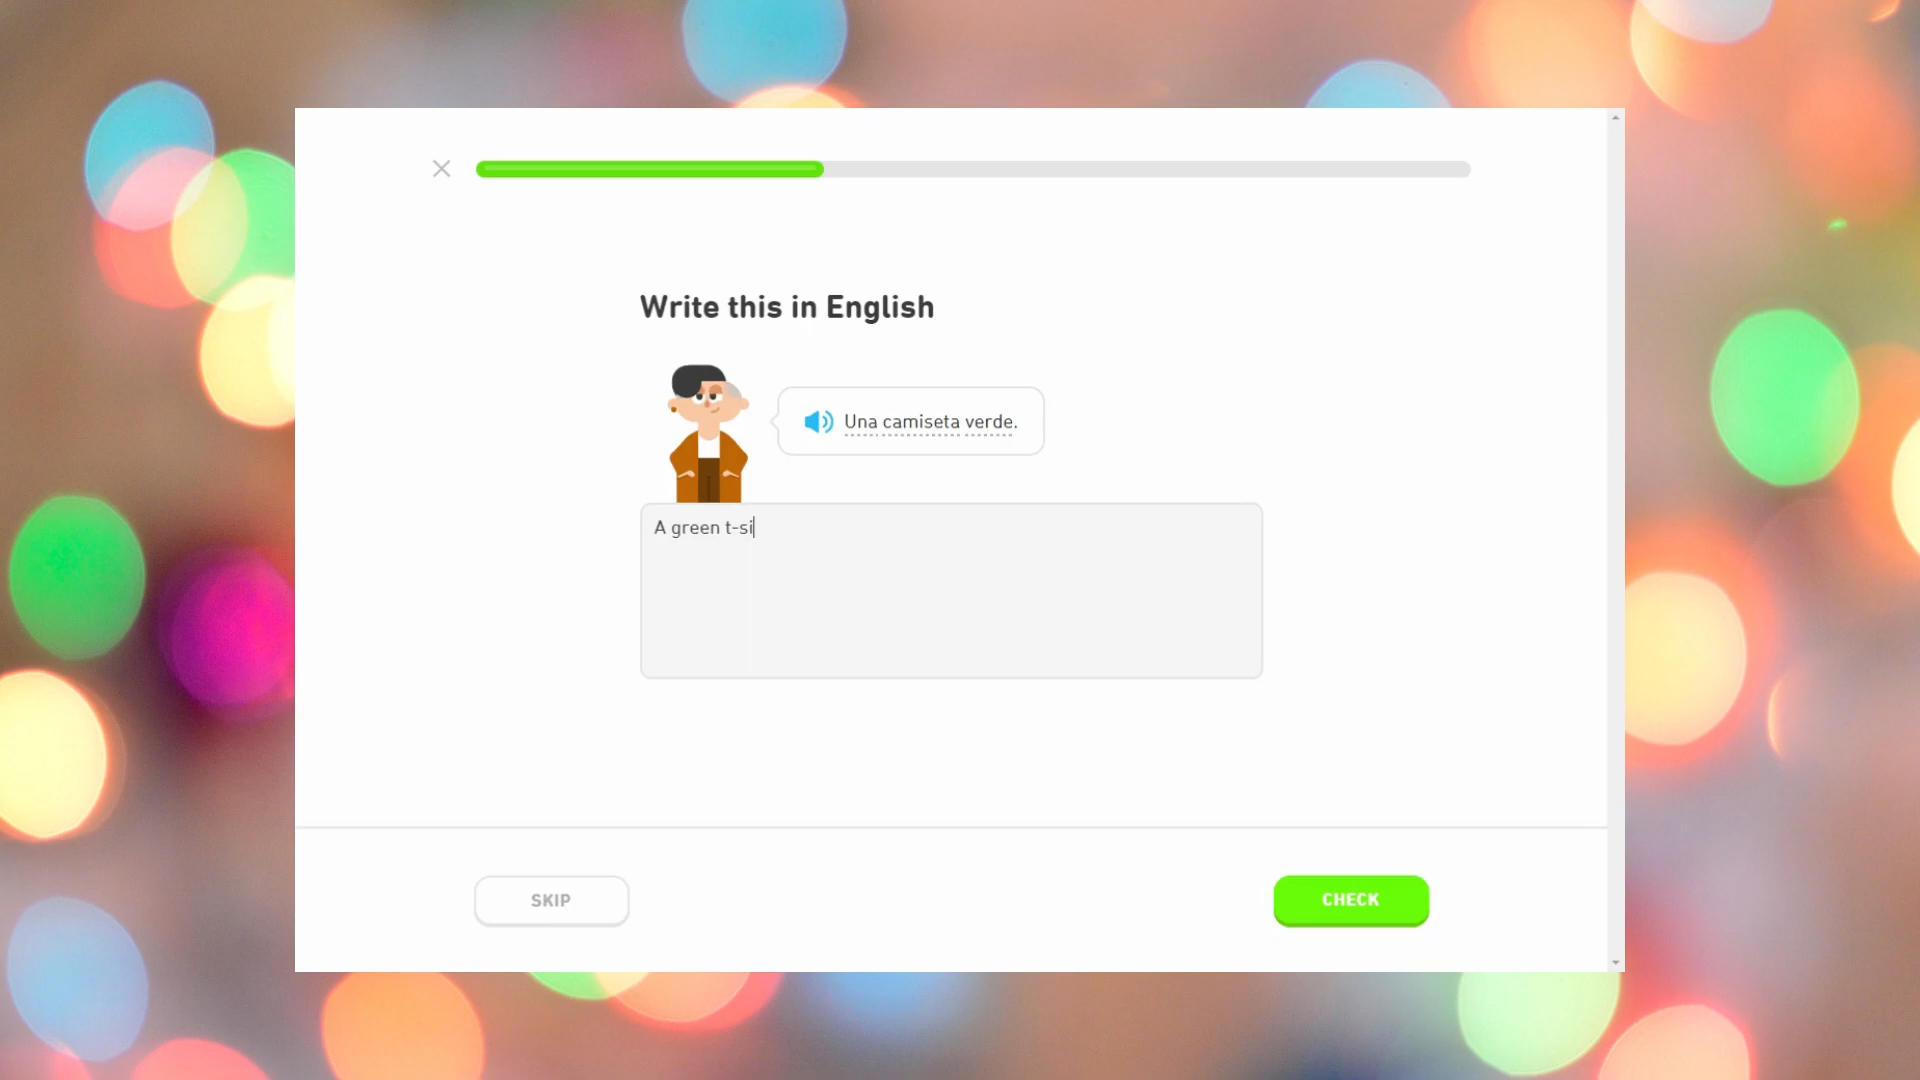 Write this in English
Una camiseta verde.
A green t-si
SKIP
CHECK